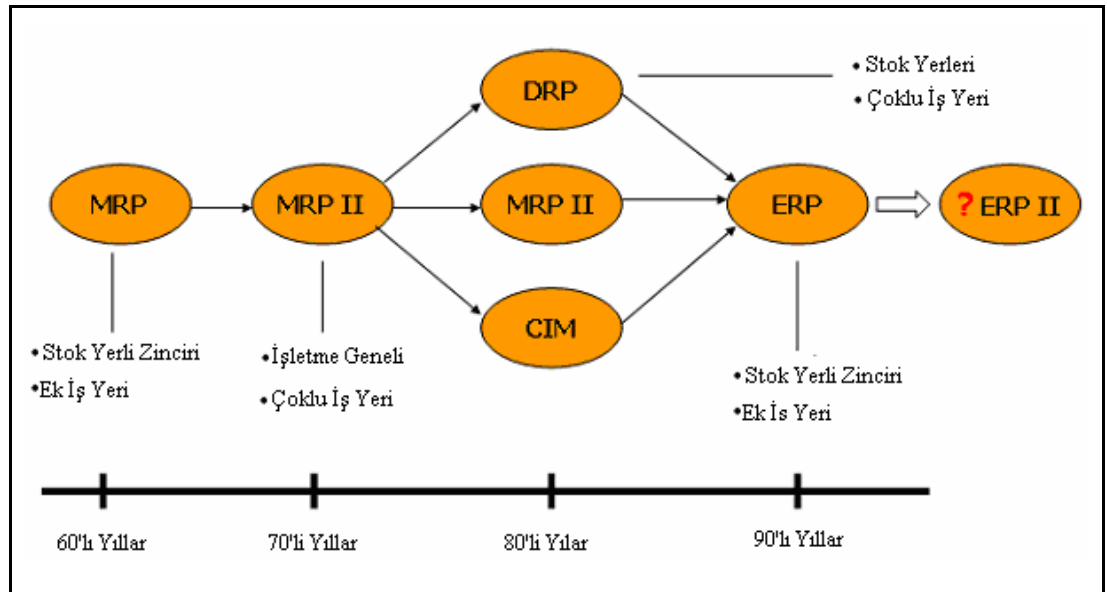 DRP
• Stok Yerleri
• Çoklu İş Yeri
MRP
MRP II
MRP II
ERP
? ERP II
CIM
•Stok Yerli Zinciri
•Ek İş Yeri
•İşletme Geneli
•Çoklu İş Yeri
•Stok Yerli Zinciri
•Ek İs Yeri
60'lı Yıllar
70'li Yıllar
80'li Yılar
90'lı Yıllar